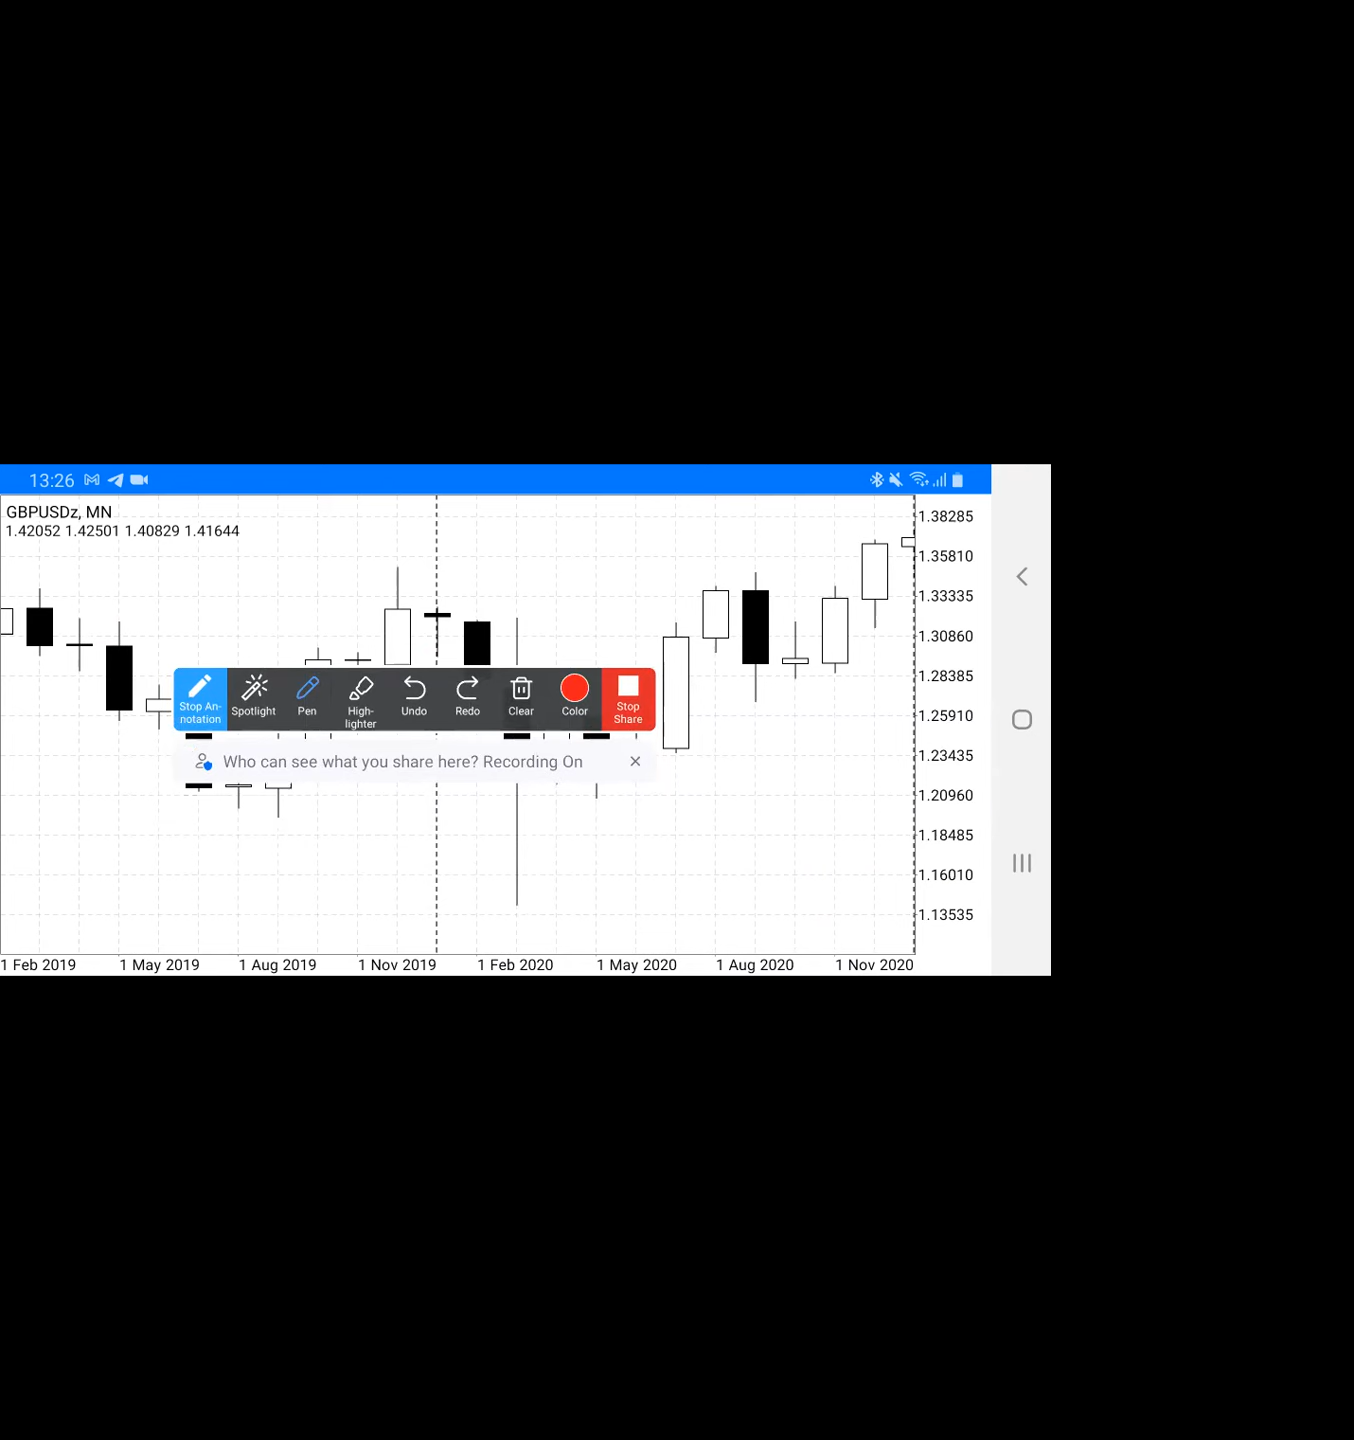 13:26
GBPUSDz, MN
1.42052 1.42501 1.40829 1.41644
1.38285
1.35810
1.33335
1.30860
1.28385
1.25910
1.23435
1.20960
1.18485
1.16010
1.13535
Stop An-
notation
Spotlight
Pen
High-
lighter
Undo
Redo
Clear
Color
Stop
Share
Who can see what you share here? Recording On
1 Feb 2019
1 May 2019
1 Aug 2019
1 Nov 2019
1 Feb 2020
1 May 2020
1 Aug 2020
1 Nov 2020